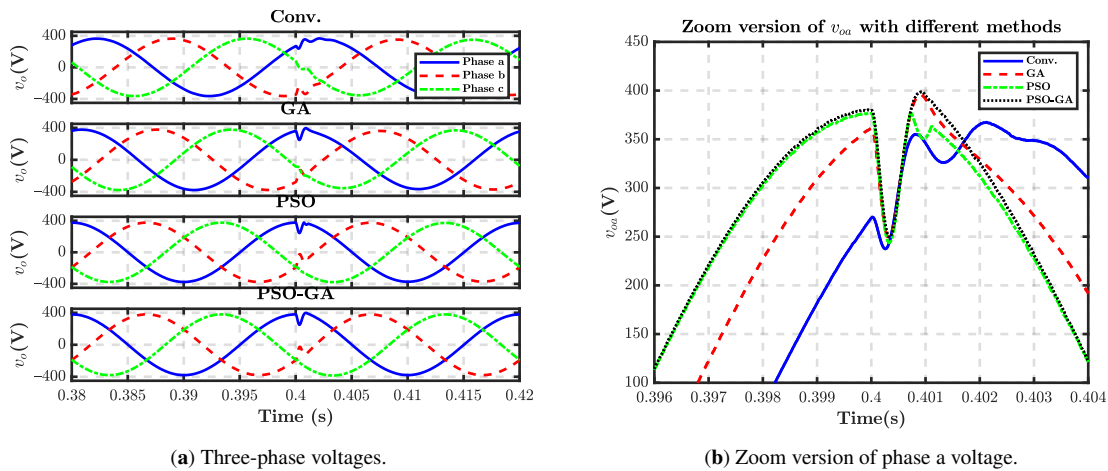 Conv.
400
0
−400
v_o(V)
Phase a
Phase b
Phase c
GA
400
0
−400
v_o(V)
PSO
400
0
−400
v_o(V)
PSO-GA
400
0
−400
v_o(V)
0.38 0.385 0.39 0.395 0.4 0.405 0.41 0.415 0.42
Time (s)
(a) Three-phase voltages.
Zoom version of v_oa with different methods
450
400
350
300
250
200
150
100
v_oa(V)
Conv.
GA
PSO
PSO-GA
0.396 0.397 0.398 0.399 0.4 0.401 0.402 0.403 0.404
Time(s)
(b) Zoom version of phase a voltage.